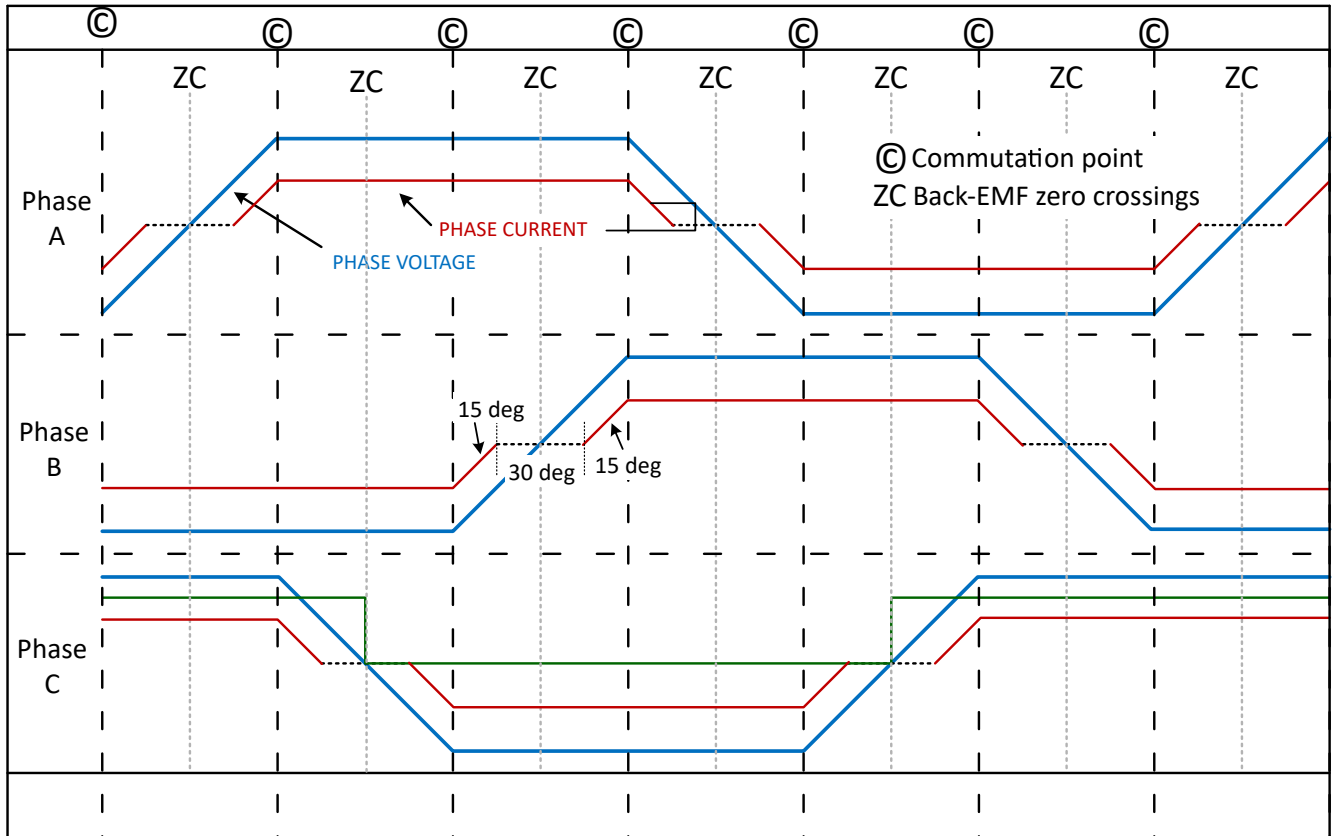 © © © © © © ©
ZC ZC ZC ZC ZC ZC ZC
© Commutation point
ZC Back-EMF zero crossings
Phase
A
PHASE CURRENT
PHASE VOLTAGE
Phase
B
15 deg
30 deg
15 deg
Phase
C